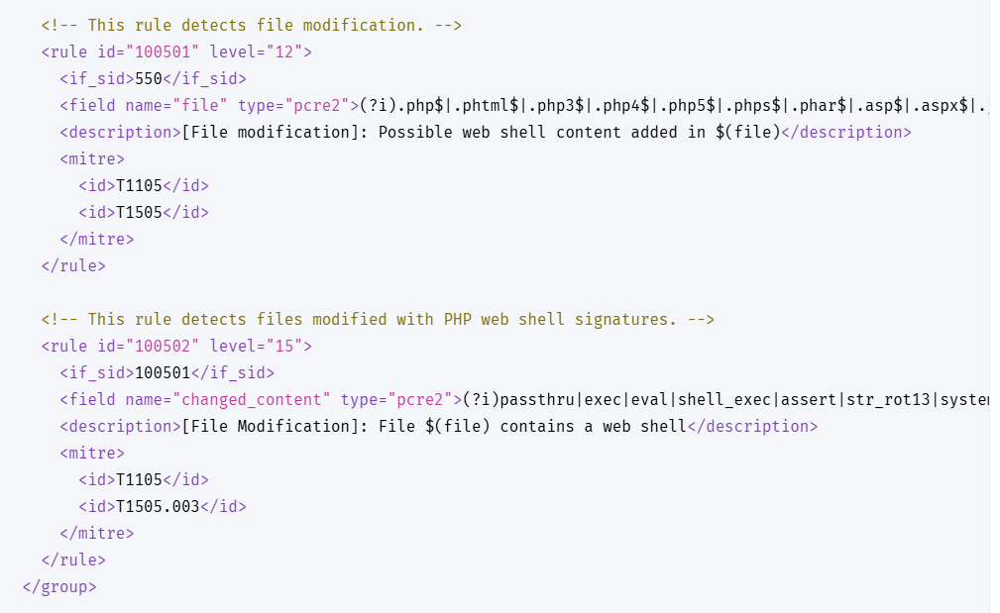 <!-- This rule detects file modification. -->
<rule id="100501" level="12">
<if_sid>550</if_sid>
<field name="file" type="pcre2">(?i).php$|.phtml$|.php3$|.php4$|.php5$|.phps$|.phar$|.asp$|.aspx$|.
<description>[File modification]: Possible web shell content added in $(file)</description>
<mitre>
<id>T1105</id>
<id>T1505</id>
</mitre>
</rule>
<!-- This rule detects files modified with PHP web shell signatures. -->
<rule id="100502" level="15">
<if_sid>100501</if_sid>
<field name="changed_content" type="pcre2">(?i)passthru|exec|eval|shell_exec|assert|str_rot13|system
<description>[File Modification]: File $(file) contains a web shell</description>
<mitre>
<id>T1105</id>
<id>T1505.003</id>
</mitre>
</rule>
</group>